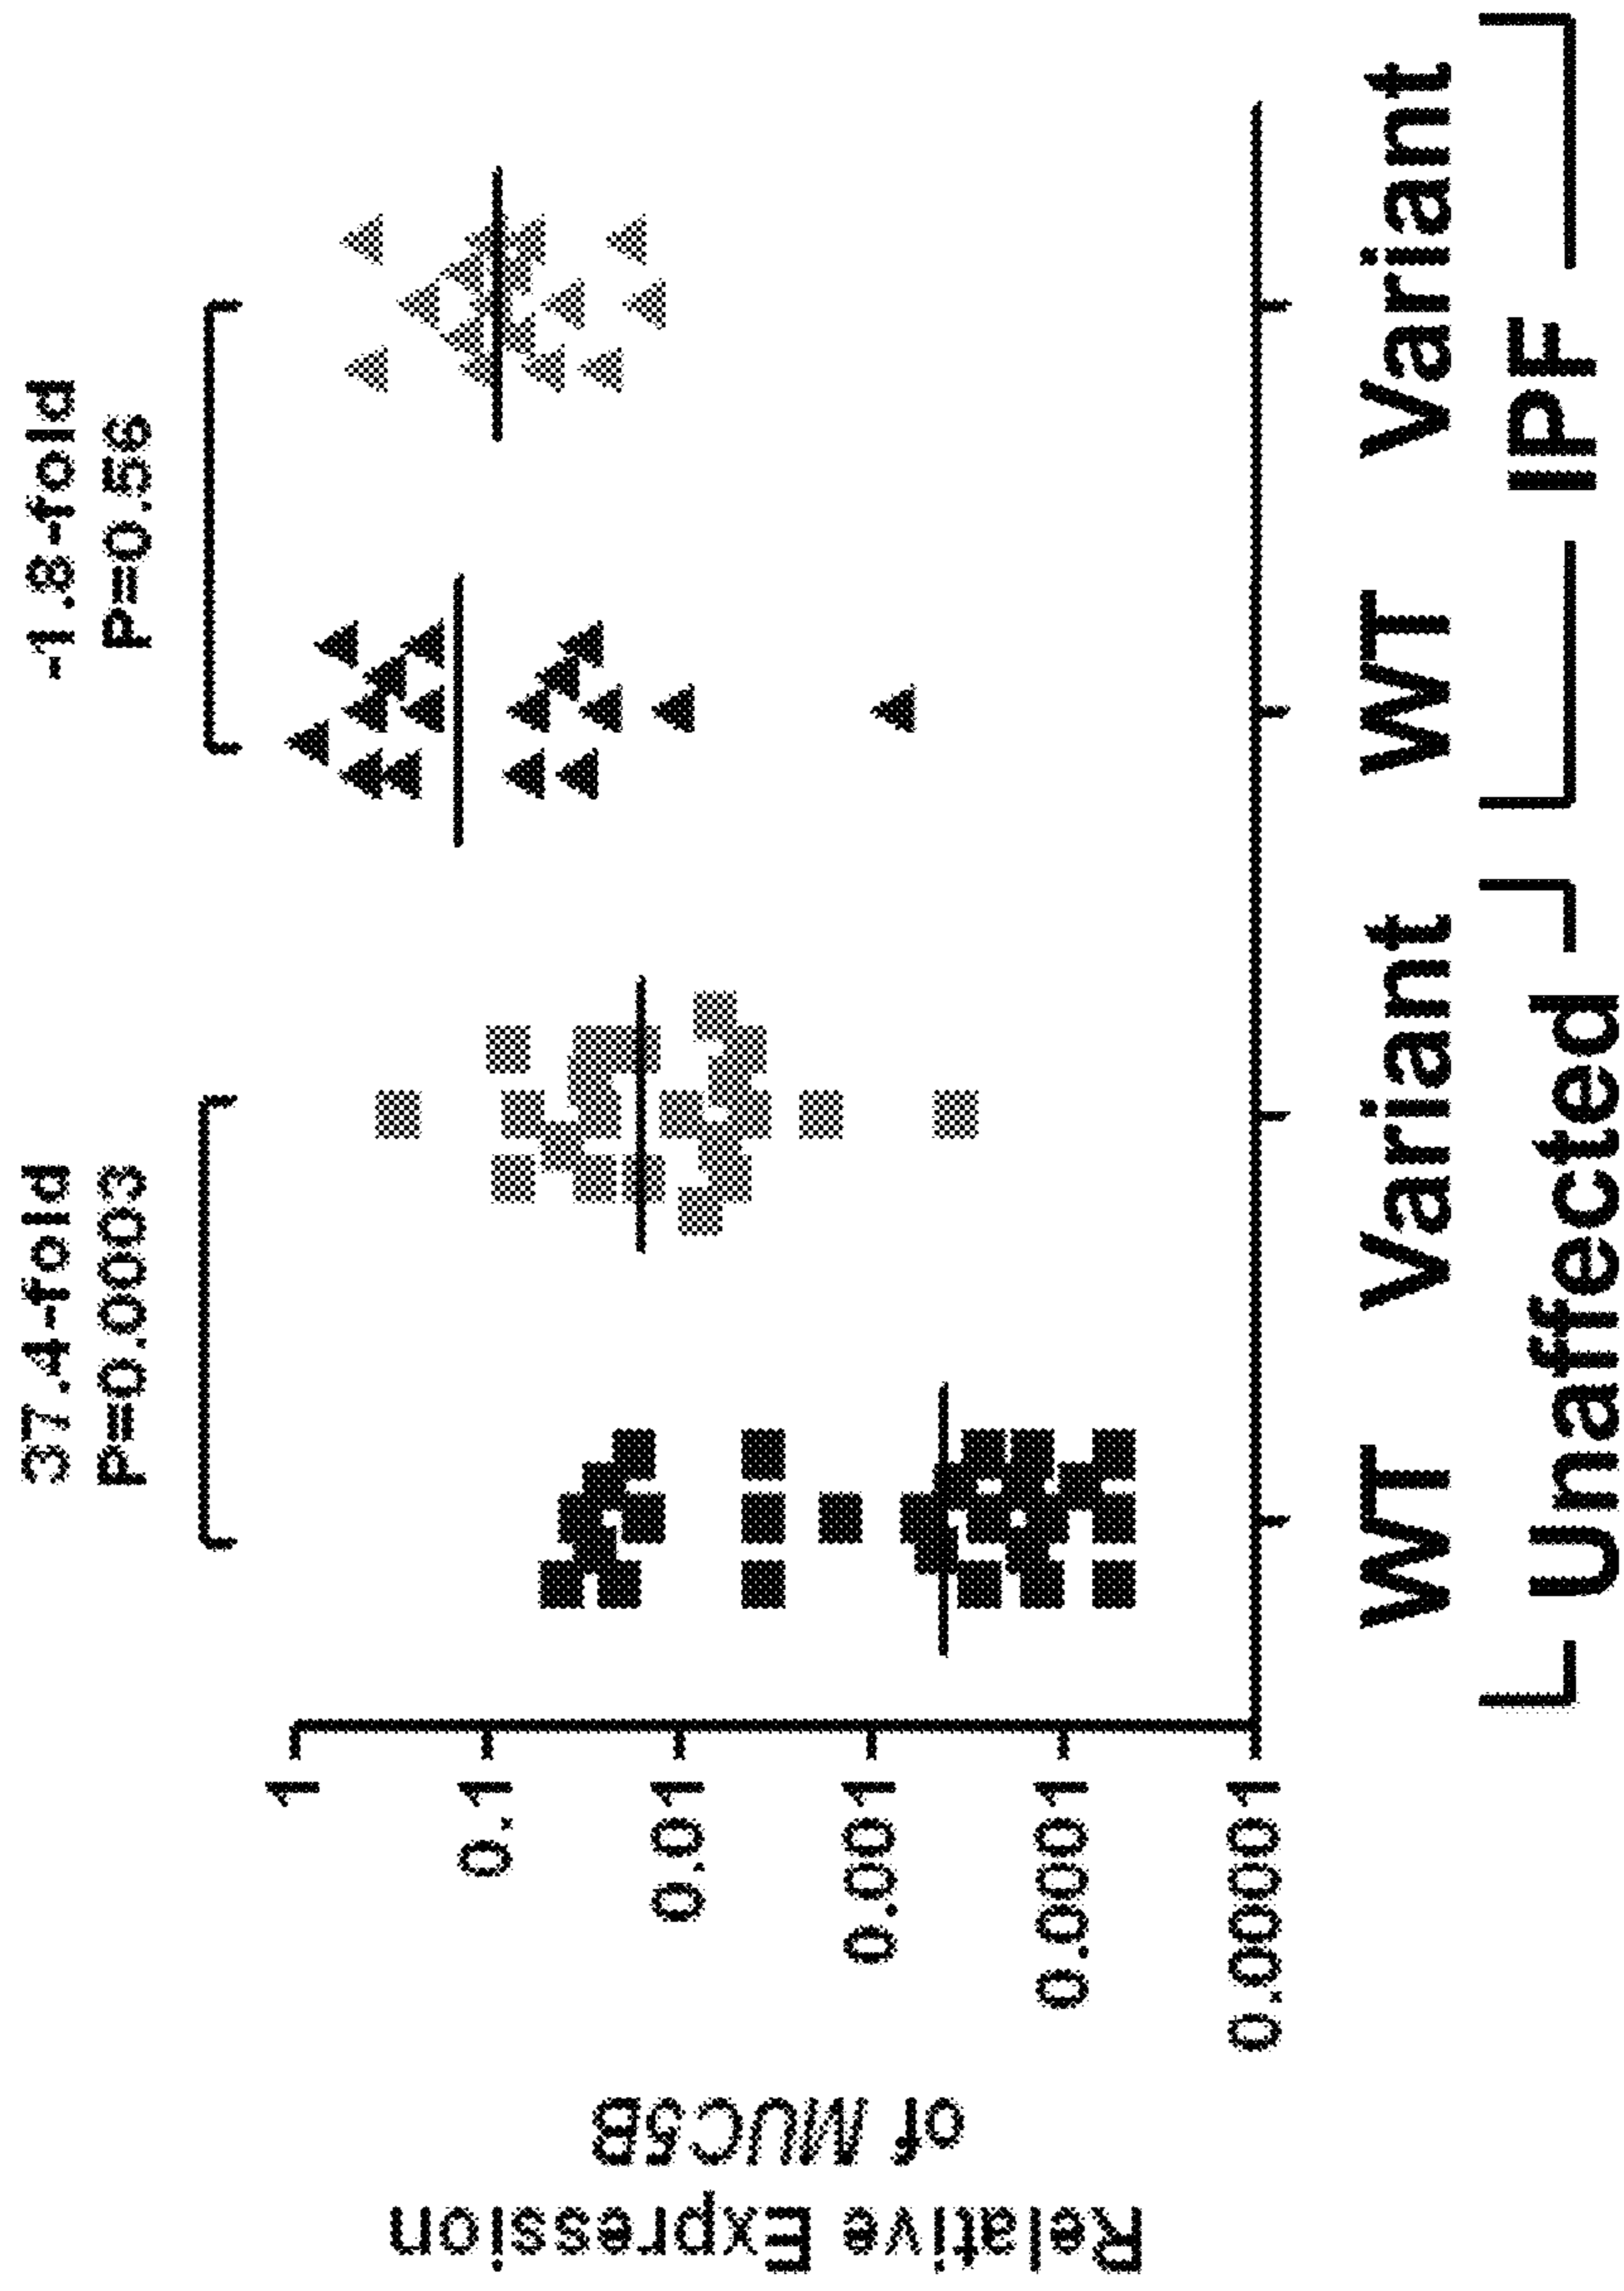 37.4-fold
P=0.0003
-1.8-fold
P=0.56
Relative Expression
of MUC5B
1
0.1
0.01
0.001
0.0001
0.00001
WT Variant WT Variant
Unaffected IPF